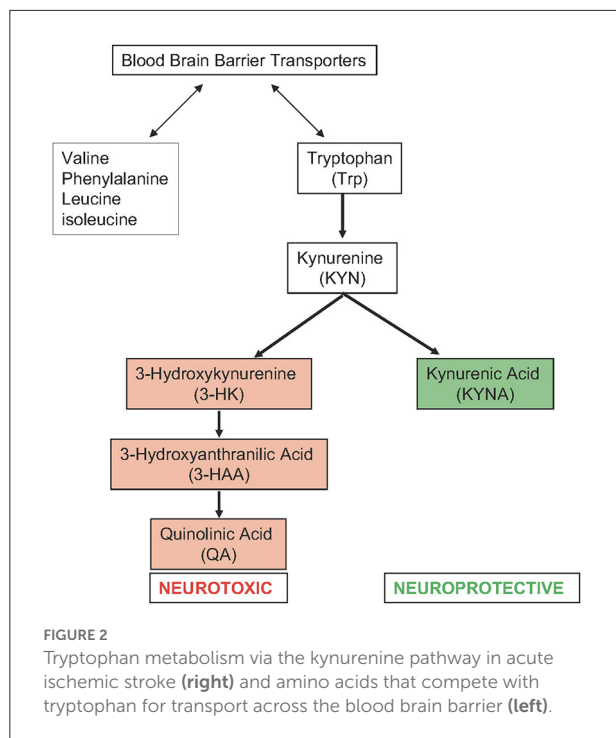 Blood Brain Barrier Transporters
Valine
Phenylalanine
Leucine
isoleucine
Tryptophan
(Trp)
Kynurenine
(KYN)
3-Hydroxykynurenine
(3-HK)
Kynurenic Acid
(KYNA)
3-Hydroxyanthranilic Acid
(3-HAA)
Quinolinic Acid
(QA)
NEUROTOXIC
NEUROPROTECTIVE
FIGURE 2
Tryptophan metabolism via the kynurenine pathway in acute
ischemic stroke (right) and amino acids that compete with
tryptophan for transport across the blood brain barrier (left).